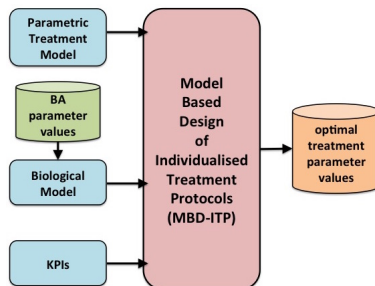 Parametric
Treatment
Model
BA
parameter
values
Biological Model
KPIs
Model
Based
Design
of
Individualised
Treatment
Protocols
(MBD-ITP)
optimal
treatment
parameter
values